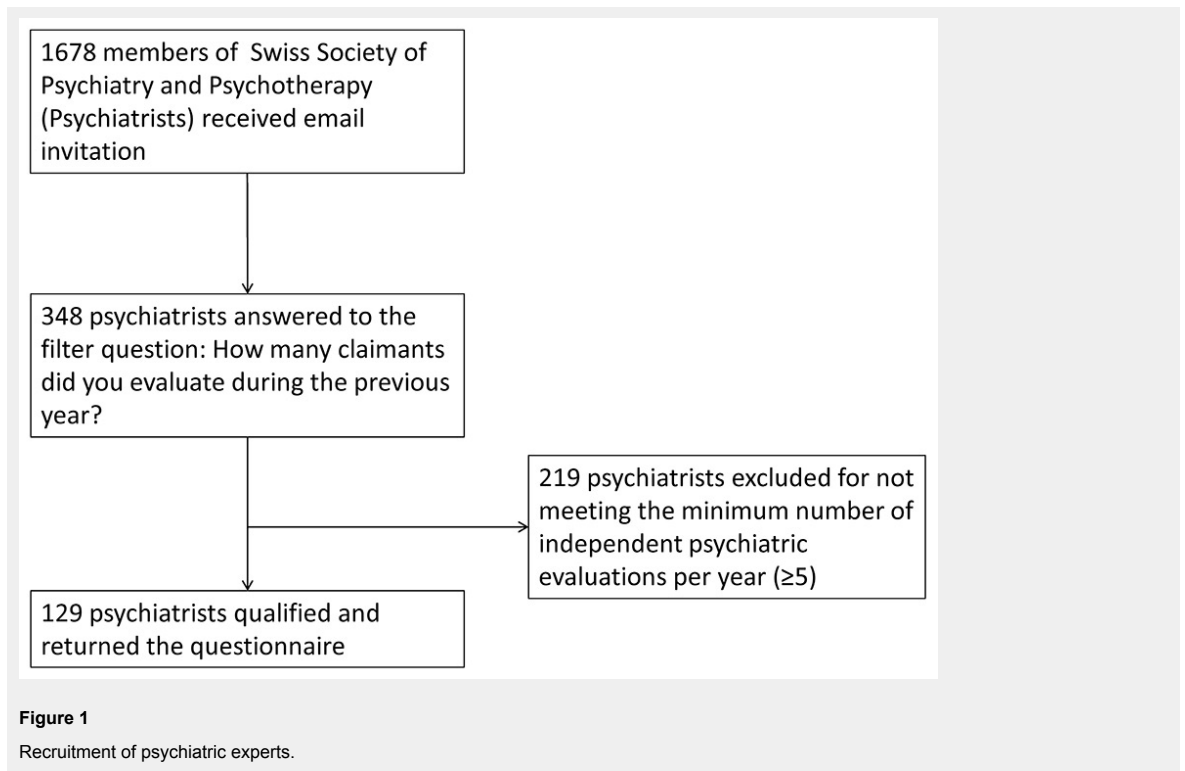 1678 members of  Swiss Society of
Psychiatry and Psychotherapy
(Psychiatrists) received email
invitation
348 psychiatrists answered to the
filter question: How many claimants
did you evaluate during the previous
year?
219 psychiatrists excluded for not
meeting the minimum number of
independent psychiatric
evaluations per year (≥5)
129 psychiatrists qualified and
returned the questionnaire
Figure 1
Recruitment of psychiatric experts.